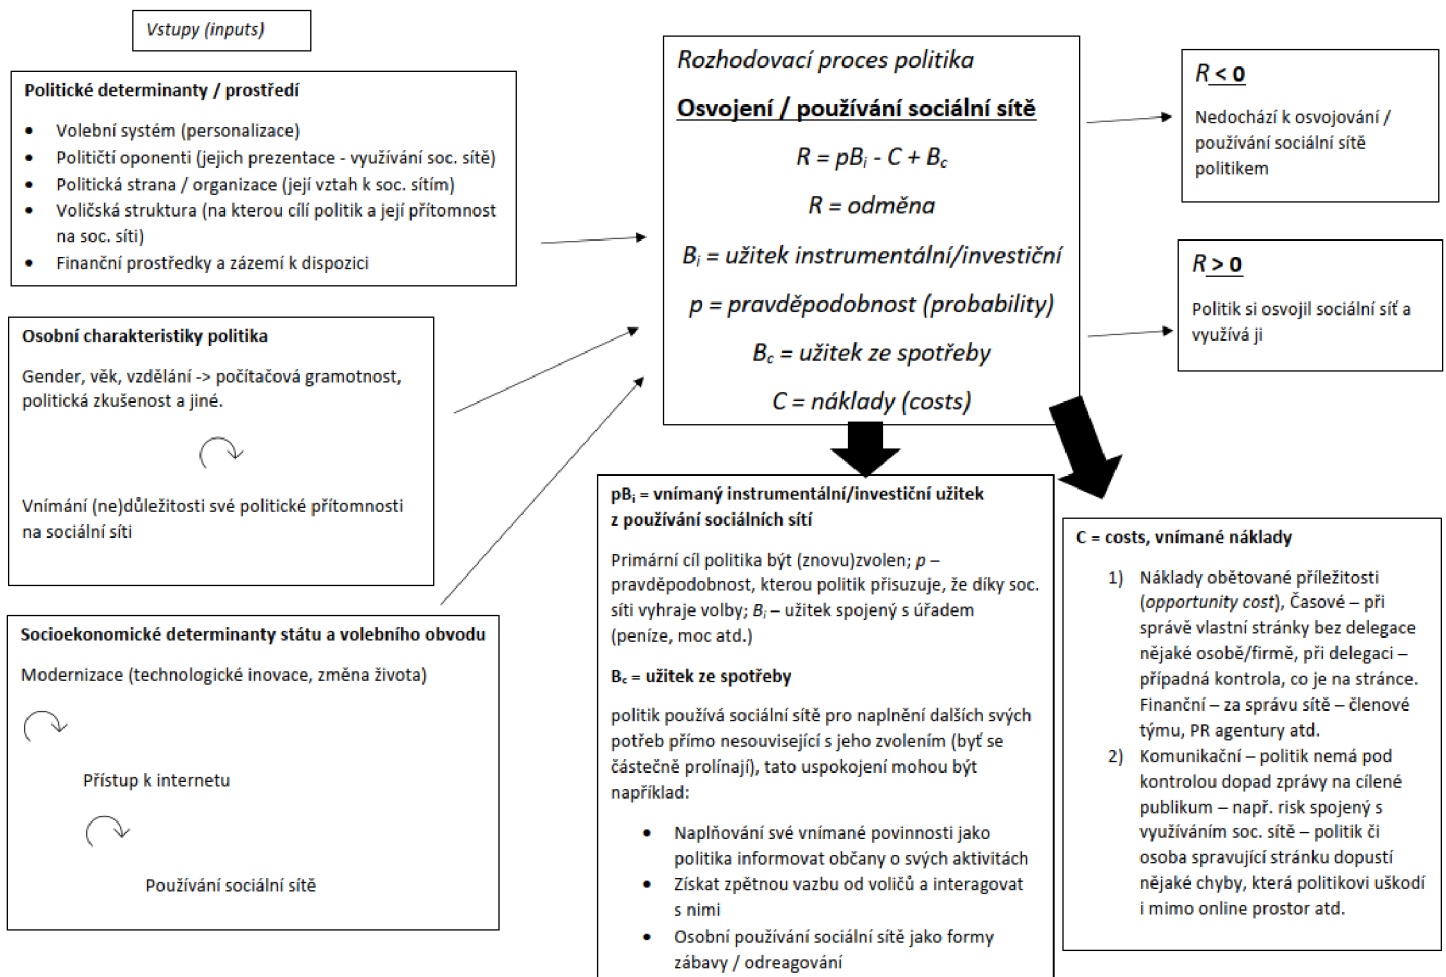 Vstupy (inputs)
Politické determinanty / prostředí
• Volební systém (personalizace)
• Političtí oponenti (jejich prezentace - využívání soc. sítě)
• Politická strana / organizace (její vztah k soc. sítím)
• Voličská struktura (na kterou cílí politik a její přítomnost
na soc. síti)
• Finanční prostředky a zázemí k dispozici
Osobní charakteristiky politika
Gender, věk, vzdělání -> počítačová gramotnost,
politická zkušenost a jiné.
Vnímání (ne)důležitosti své politické přítomnosti
na sociální síti
Socioekonomické determinanty státu a volebního obvodu
Modernizace (technologické inovace, změna života)
Přístup k internetu
Používání sociální sítě
Rozhodovací proces politika
Osvojení / používání sociální sítě
R = pBi - C + Bc
R = odměna
Bi = užitek instrumentální/investiční
p = pravděpodobnost (probability)
Bc = užitek ze spotřeby
C = náklady (costs)
R < 0
Nedochází k osvojování /
používání sociální sítě
politikem
R > 0
Politik si osvojil sociální síť a
využívá ji
pBi = vnímaný instrumentální/investiční užitek
z používání sociálních sítí
Primární cíl politika být (znovu)zvolen; p –
pravděpodobnost, kterou politik přisuzuje, že díky soc.
síti vyhraje volby; Bi – užitek spojený s úřadem
(peníze, moc atd.)
Bc = užitek ze spotřeby
politik používá sociální sítě pro naplnění dalších svých
potřeb přímo nesouvisející s jeho zvolením (byť se
částečně prolínají), tato uspokojení mohou být
například:
• Naplňování své vnímané povinnosti jako
politika informovat občany o svých aktivitách
• Získat zpětnou vazbu od voličů a interagovat
s nimi
• Osobní používání sociální sítě jako formy
zábavy / odreagování
C = costs, vnímané náklady
1) Náklady obětované příležitosti
(opportunity cost), Časové – při
správě vlastní stránky bez delegace
nějaké osobě/firmě, při delegaci –
případná kontrola, co je na stránce.
Finanční – za správu sítě – členové
týmu, PR agentury atd.
2) Komunikační – politik nemá pod
kontrolou dopad zprávy na cílené
publikum – např. risk spojený s
využíváním soc. sítě – politik či
osoba spravující stránku dopustí
nějaké chyby, která politikovi uškodí
i mimo online prostor atd.